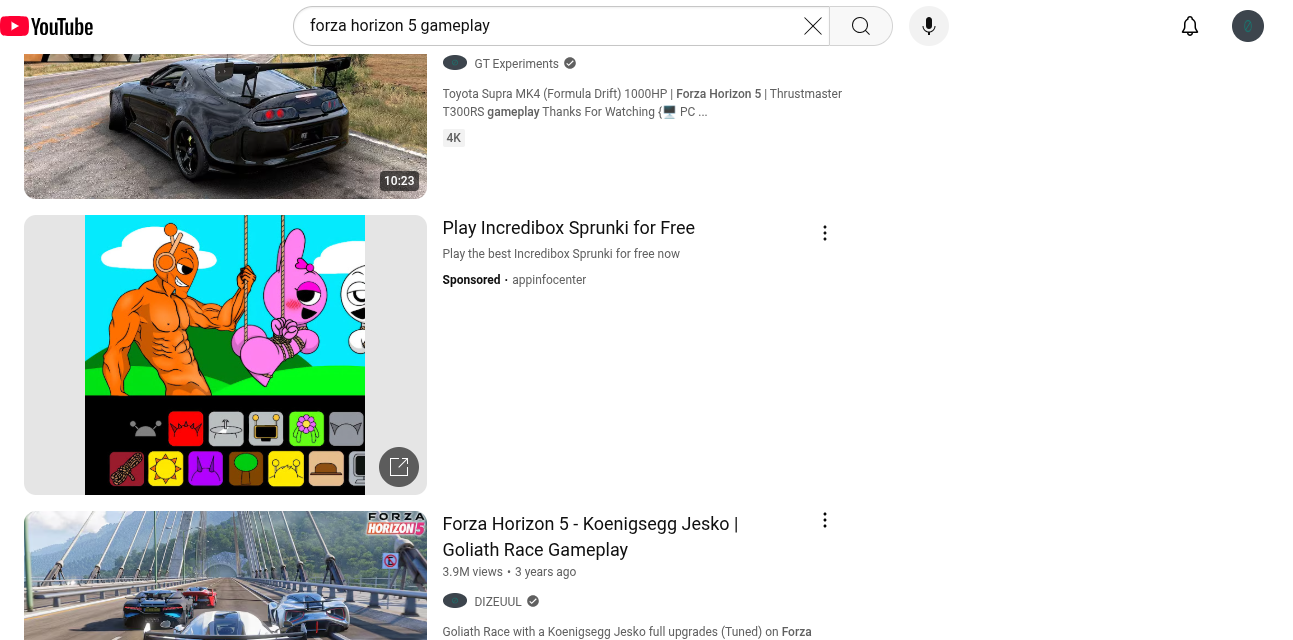 YouTube
forza horizon 5 gameplay
GT Experiments
Toyota Supra MK4 (Formula Drift) 1000HP | Forza Horizon 5 | Thrustmaster
T300RS gameplay Thanks For Watching {🖥️ PC ...
4K
10:23
Play Incredibox Sprunki for Free
Play the best Incredibox Sprunki for free now
Sponsored · appinfocenter
FORZA
HORIZON 5
Forza Horizon 5 - Koenigsegg Jesko |
Goliath Race Gameplay
3.9M views • 3 years ago
DIZEUUL
Goliath Race with a Koenigsegg Jesko full upgrades (Tuned) on Forza